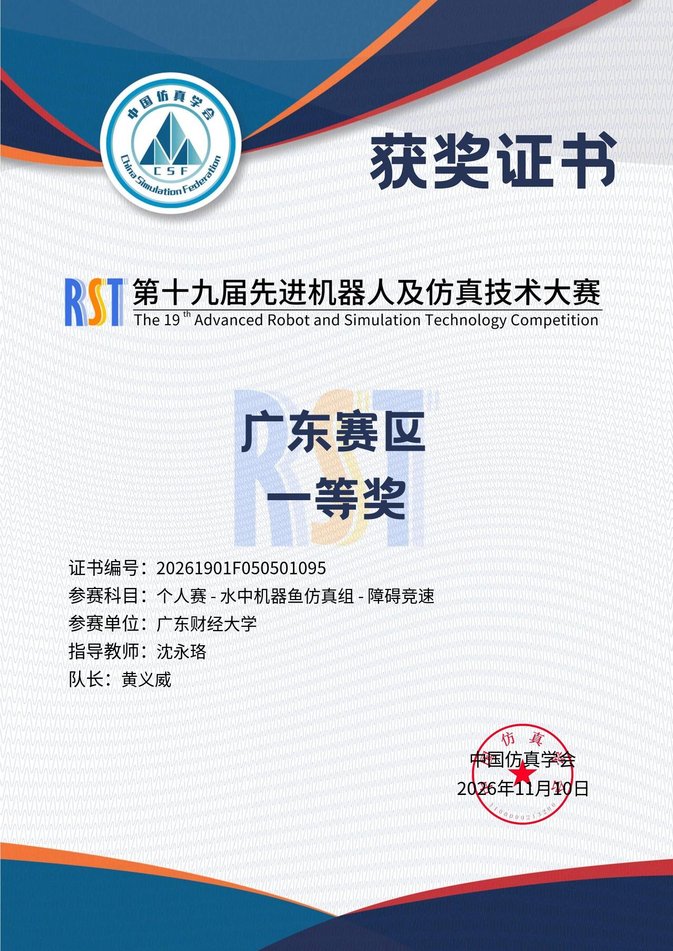 中国仿真学会
CSF
China Simulation Federation
获奖证书
RST 第十九届先进机器人及仿真技术大赛
The 19th Advanced Robot and Simulation Technology Competition
RST
广东赛区
一等奖
证书编号：20261901F050501095
参赛科目：个人赛 - 水中机器鱼仿真组 - 障碍竞速
参赛单位：广东财经大学
指导教师：沈永珞
队长：黄义威
中国仿真学会
2026年11月10日